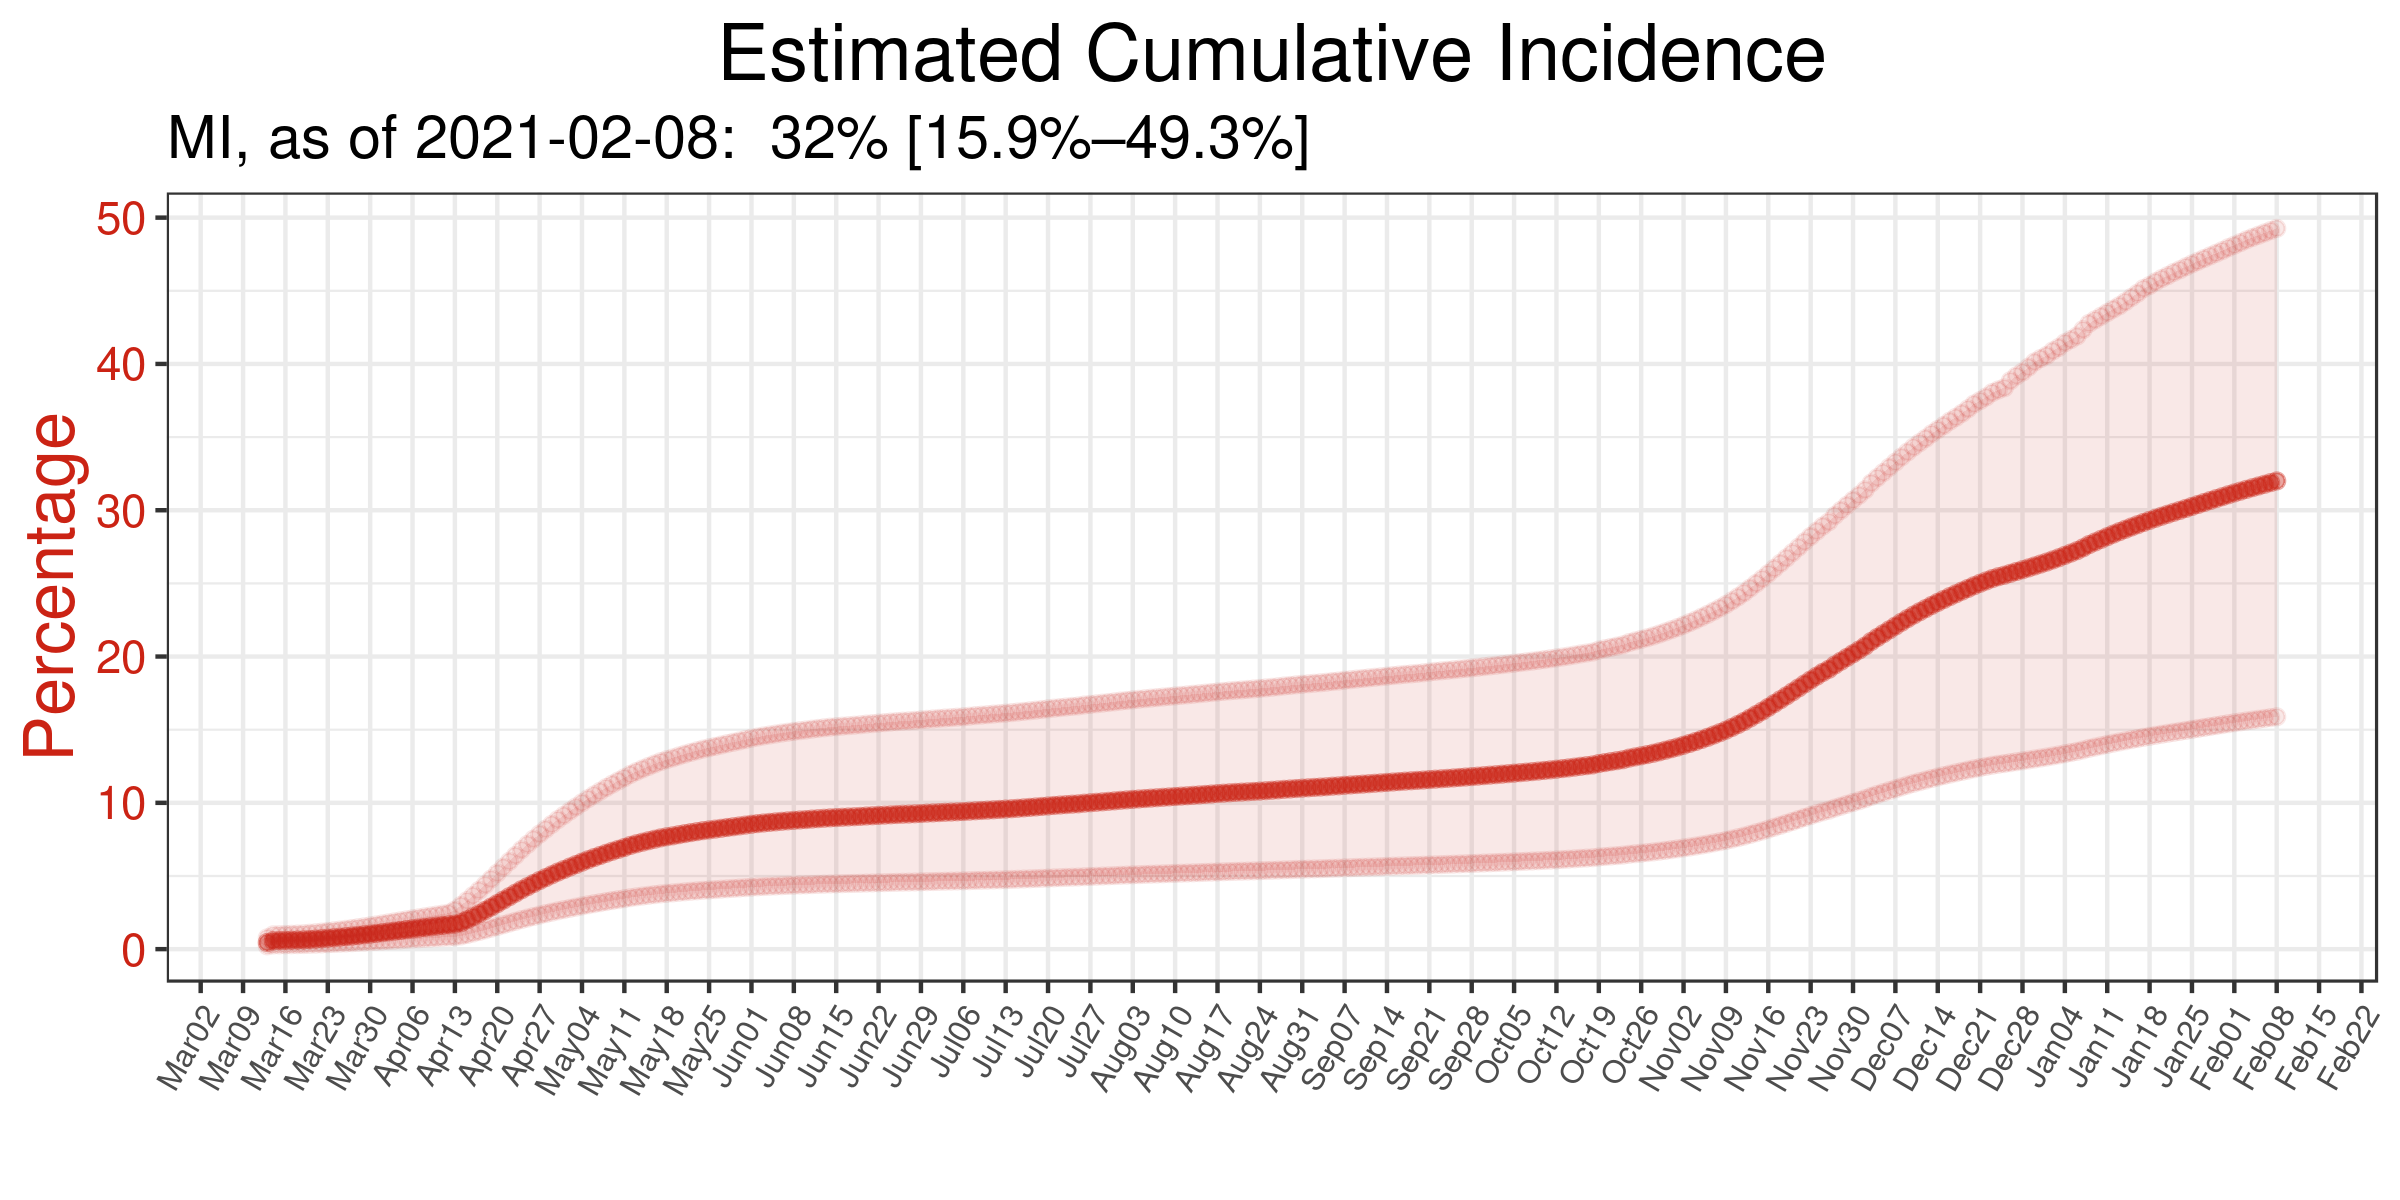 Estimated Cumulative Incidence
MI, as of 2021-02-08:  32% [15.9%–49.3%]
Percentage
50
40
30
20
10
0
Mar02
Mar09
Mar16
Mar23
Mar30
Apr06
Apr13
Apr20
Apr27
May04
May11
May18
May25
Jun01
Jun08
Jun15
Jun22
Jun29
Jul06
Jul13
Jul20
Jul27
Aug03
Aug10
Aug17
Aug24
Aug31
Sep07
Sep14
Sep21
Sep28
Oct05
Oct12
Oct19
Oct26
Nov02
Nov09
Nov16
Nov23
Nov30
Dec07
Dec14
Dec21
Dec28
Jan04
Jan11
Jan18
Jan25
Feb01
Feb08
Feb15
Feb22